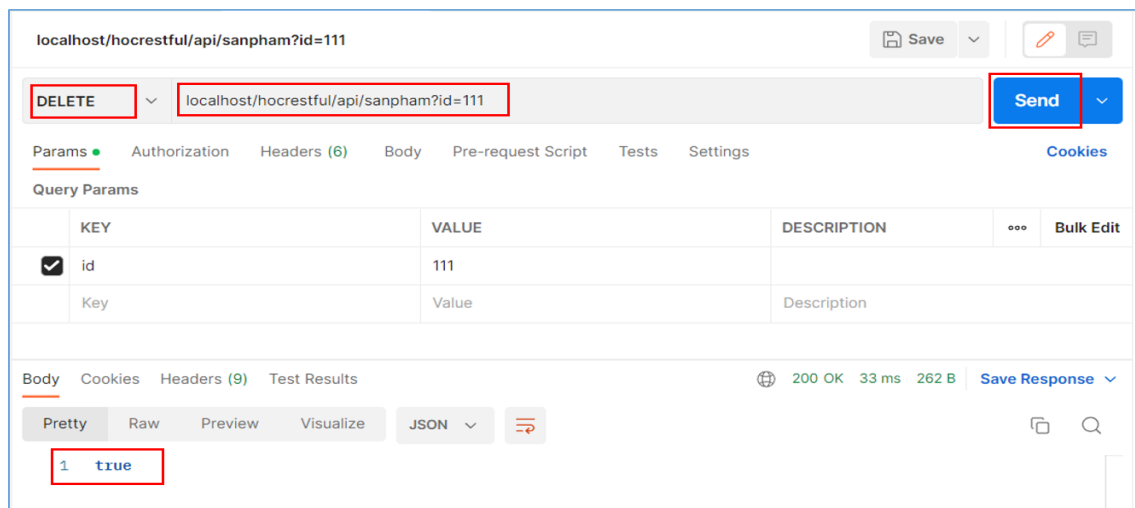 localhost/hocrestful/api/sanpham?id=111 Save
DELETE localhost/hocrestful/api/sanpham?id=111 Send
Params Authorization Headers (6) Body Pre-request Script Tests Settings Cookies
Query Params
KEY VALUE DESCRIPTION ooo Bulk Edit
id 111
Key Value Description
Body Cookies Headers (9) Test Results 200 OK 33 ms 262 B Save Response
Pretty Raw Preview Visualize JSON
1 true